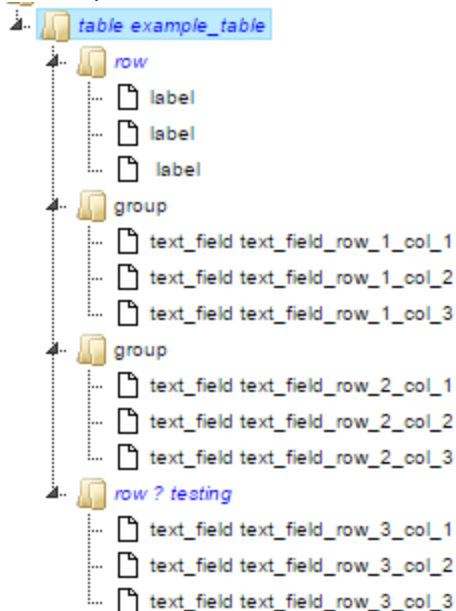 table example_table
row
label
label
label
group
text_field text_field_row_1_col_1
text_field text_field_row_1_col_2
text_field text_field_row_1_col_3
group
text_field text_field_row_2_col_1
text_field text_field_row_2_col_2
text_field text_field_row_2_col_3
row ? testing
text_field text_field_row_3_col_1
text_field text_field_row_3_col_2
text_field text_field_row_3_col_3